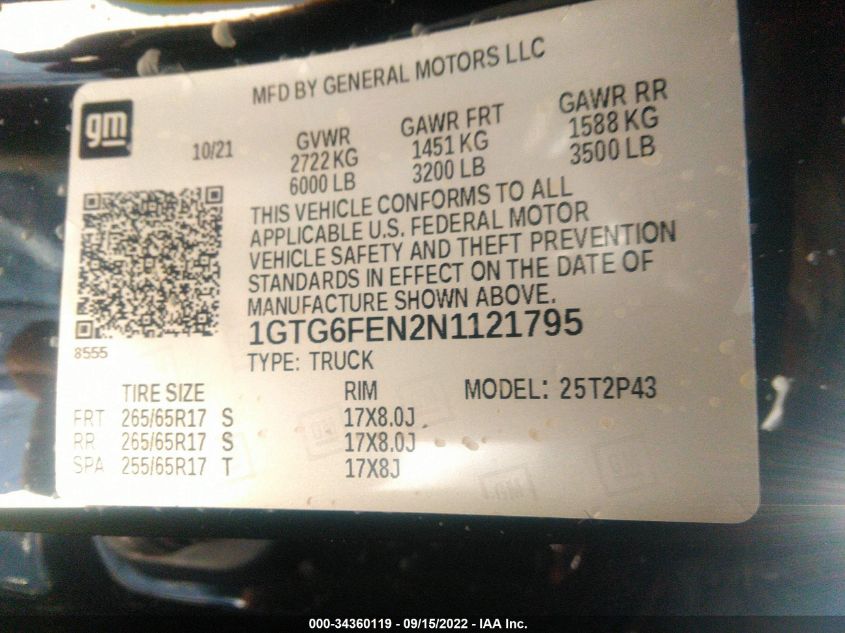 MFD BY GENERAL MOTORS LLC
gm
10/21
GVWR
2722 KG
6000 LB
GAWR FRT
1451 KG
3200 LB
GAWR RR
1588 KG
3500 LB
THIS VEHICLE CONFORMS TO ALL
APPLICABLE U.S. FEDERAL MOTOR
VEHICLE SAFETY AND THEFT PREVENTION
STANDARDS IN EFFECT ON THE DATE OF
MANUFACTURE SHOWN ABOVE.
8555
1GTG6FEN2N1121795
TYPE: TRUCK
TIRE SIZE RIM MODEL: 25T2P43
FRT 265/65R17 S 17X8.0J
RR 265/65R17 S 17X8.0J
SPA 255/65R17 T 17X8J
000-34360119 - 09/15/2022 - IAA Inc.